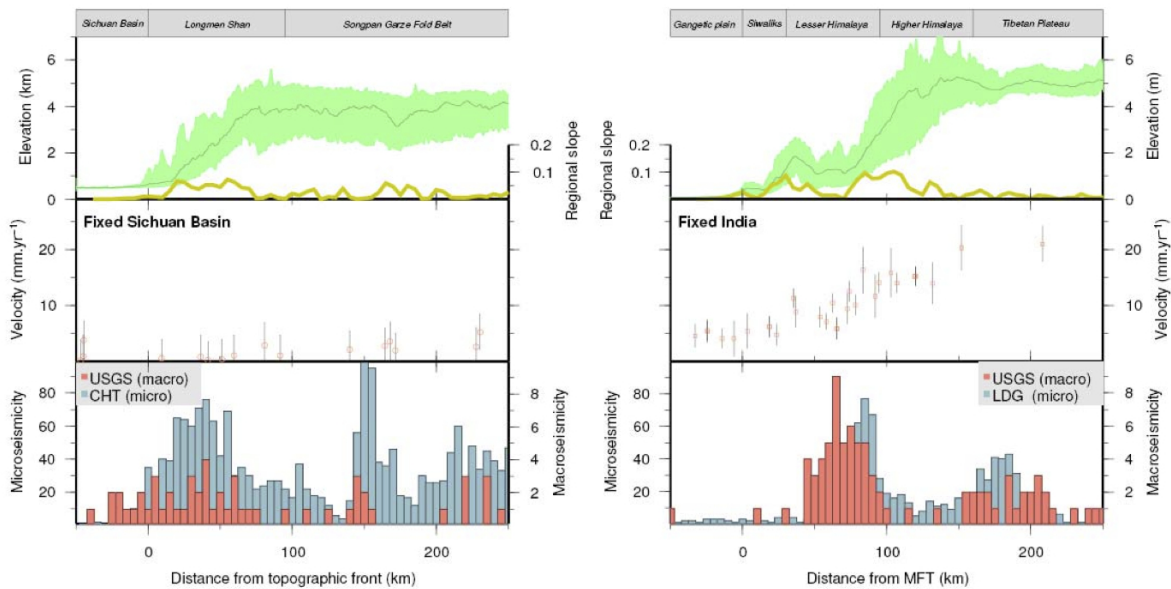 Sichuan Basin Longmen Shan Songpan Garze Fold Belt
Elevation (km)
6
4
2
0
0.2
0.1
Regional slope
Fixed Sichuan Basin
Velocity (mm.yr⁻¹)
20
10
USGS (macro)
CHT (micro)
Microseismicity
80
60
40
20
8
6
4
2
Macroseismicity
0 100 200
Distance from topographic front (km)
Gangetic plain Siwaliks Lesser Himalaya Higher Himalaya Tibetan Plateau
0.2
0.1
Regional slope
6
4
2
0
Elevation (m)
Fixed India
20
10
Velocity (mm.yr⁻¹)
USGS (macro)
LDG (micro)
Microseismicity
80
60
40
20
8
6
4
2
Macroseismicity
0 100 200
Distance from MFT (km)